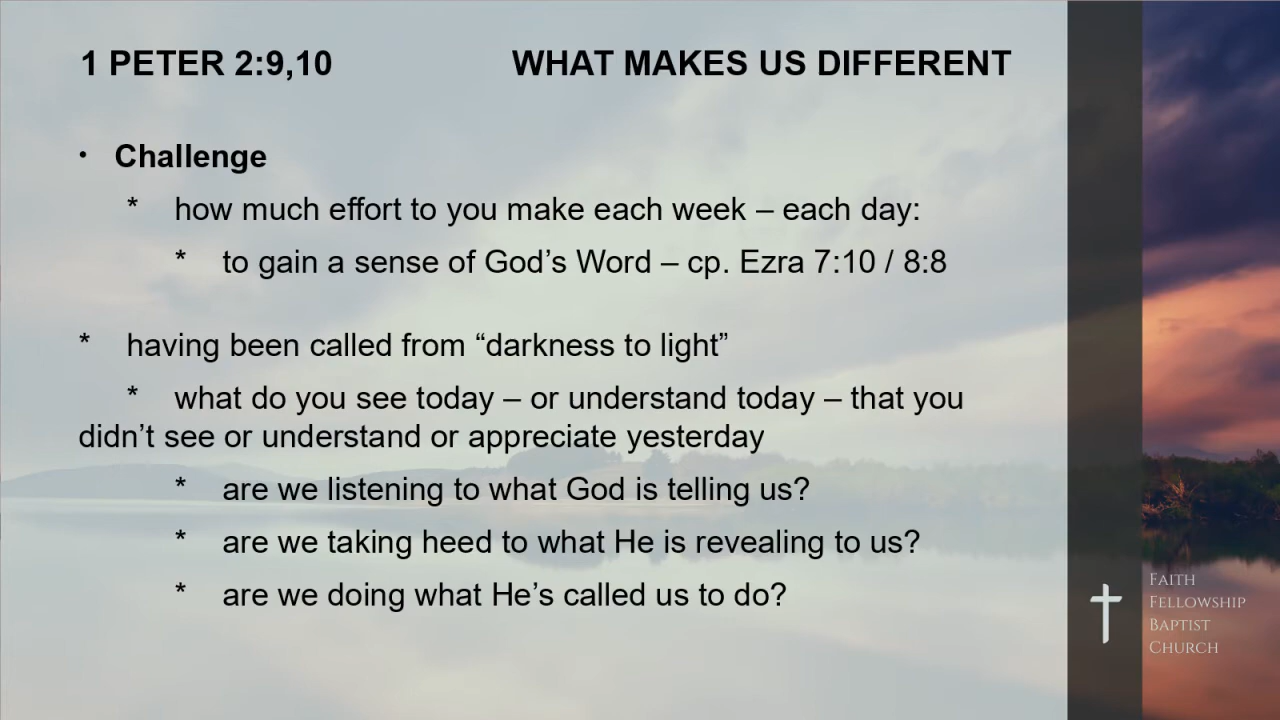 1 PETER 2:9,10 WHAT MAKES US DIFFERENT
• Challenge
* how much effort to you make each week – each day:
* to gain a sense of God’s Word – cp. Ezra 7:10 / 8:8
* having been called from “darkness to light”
* what do you see today – or understand today – that you
didn’t see or understand or appreciate yesterday
* are we listening to what God is telling us?
* are we taking heed to what He is revealing to us?
* are we doing what He’s called us to do?
FAITH
FELLOWSHIP
BAPTIST
CHURCH